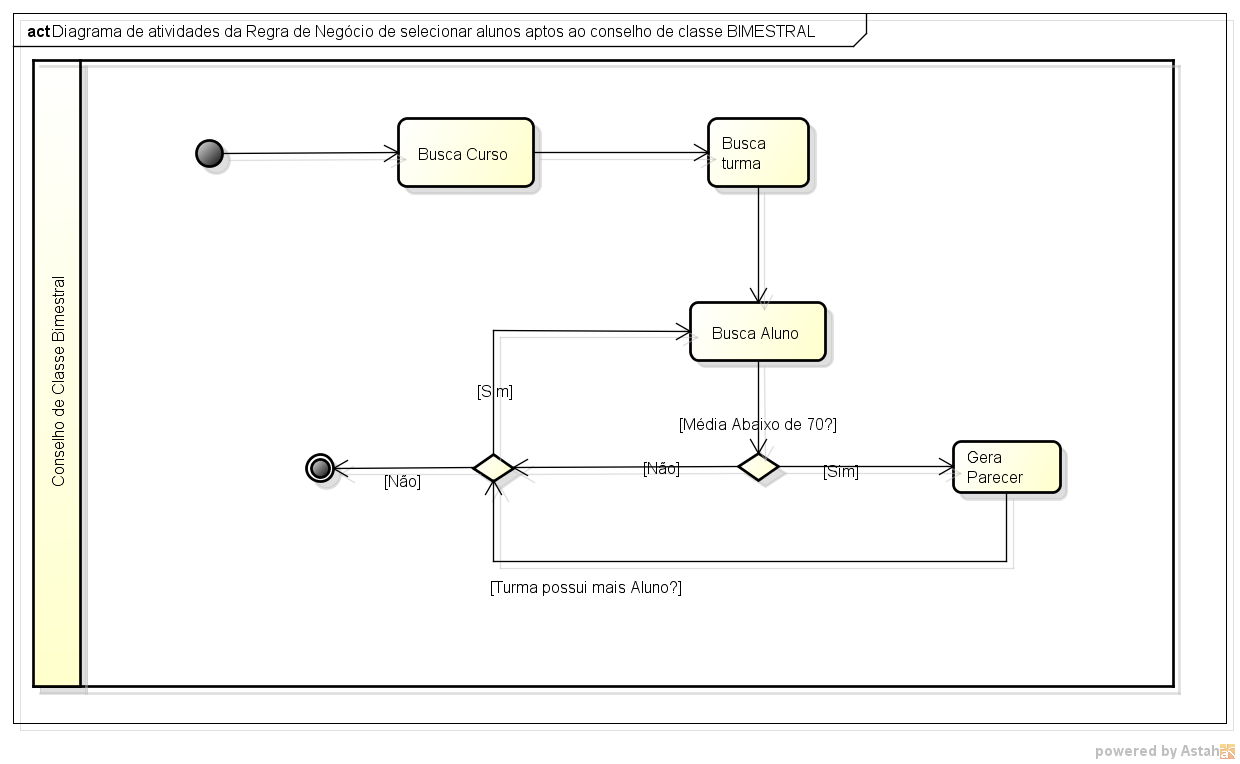 act Diagrama de atividades da Regra de Negócio de selecionar alunos aptos ao conselho de classe BIMESTRAL
Conselho de Classe Bimestral
Busca Curso
Busca
turma
Busca Aluno
[Sim]
[Média Abaixo de 70?]
Gera
Parecer
[Não]
[Sim]
[Não]
[Turma possui mais Aluno?]
powered by Astah